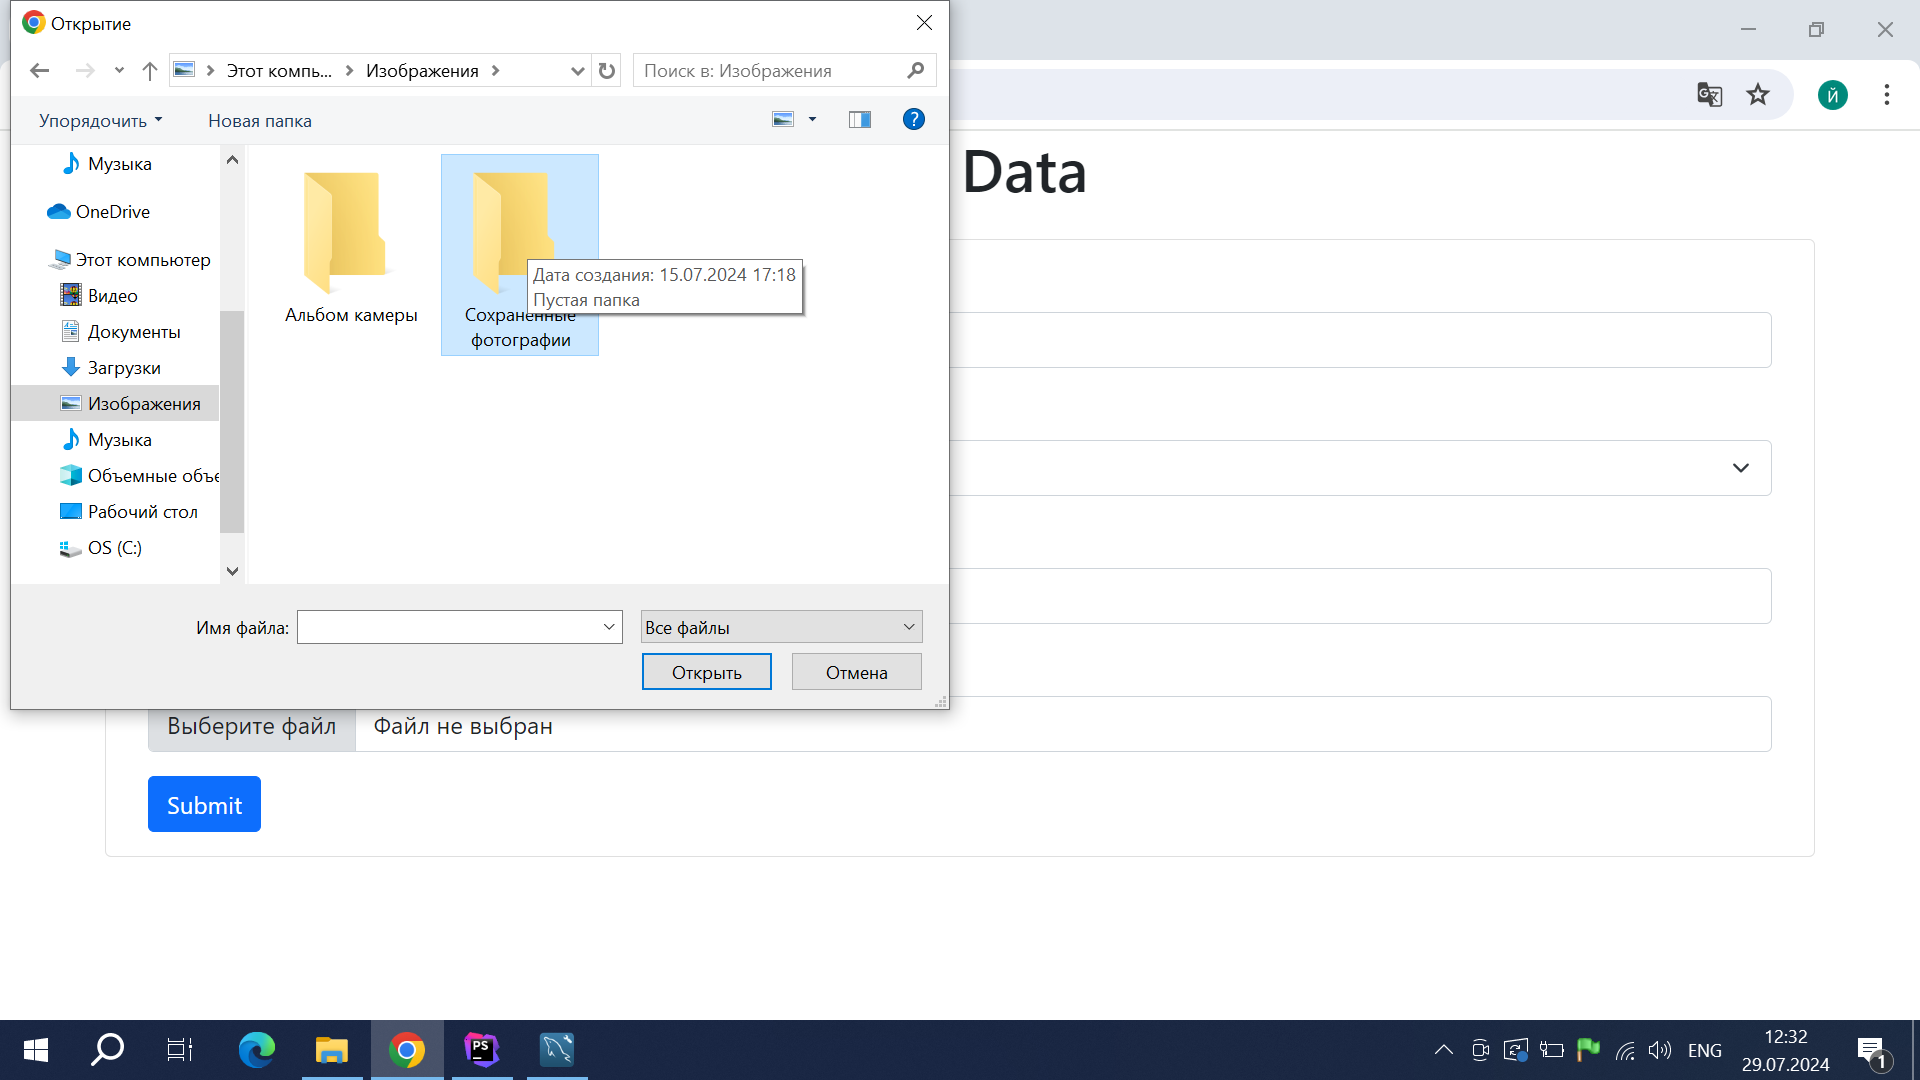 Открытие
Этот компь...
Изображения
Поиск в: Изображения
Упорядочить
Новая папка
Музыка
OneDrive
Этот компьютер
Видео
Документы
Загрузки
Изображения
Музыка
Объемные объе
Рабочий стол
OS (C:)
Альбом камеры
Сохраненные
фотографии
Дата создания: 15.07.2024 17:18
Пустая папка
Имя файла:
Все файлы
Открыть
Отмена
Й
Data
Выберите файл
Файл не выбран
Submit
PS
ENG
12:32
29.07.2024
1